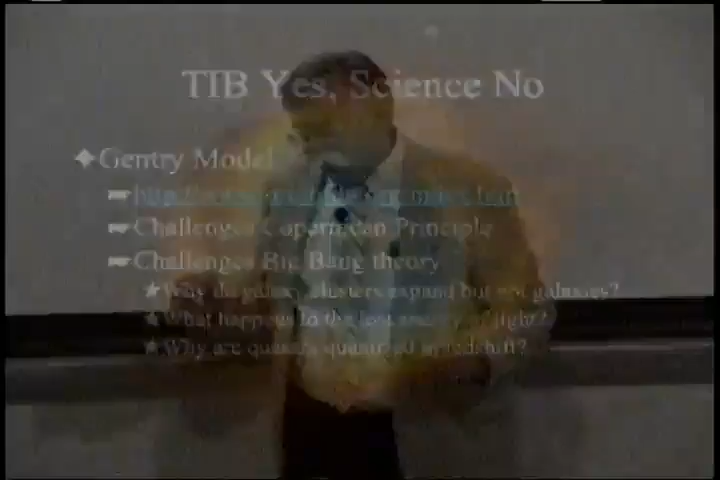 TIB Yes, Science No
Gentry Model
http://
Challenges Copernican Principle
Challenges Big Bang theory
Why do galaxy clusters expand but not galaxies?
What happens to the lost energy of light?
Why are quasars quantized in redshift?